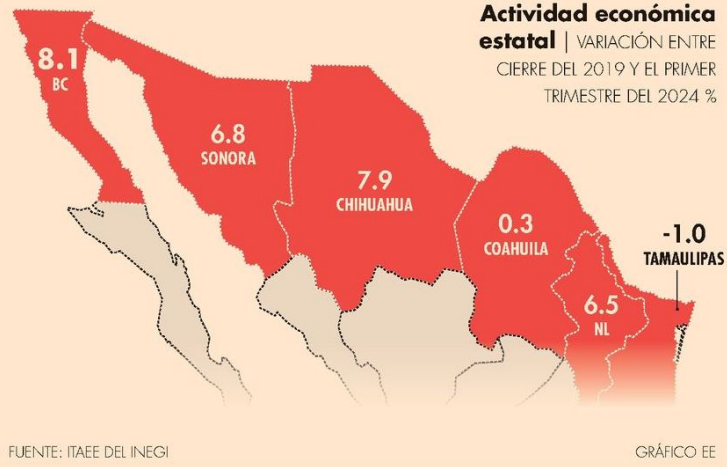 Actividad económica
estatal | VARIACIÓN ENTRE
CIERRE DEL 2019 Y EL PRIMER
TRIMESTRE DEL 2024 %
8.1
BC
6.8
SONORA
7.9
CHIHUAHUA
0.3
COAHUILA
-1.0
TAMAULIPAS
6.5
NL
FUENTE: ITAEE DEL INEGI
GRÁFICO EE